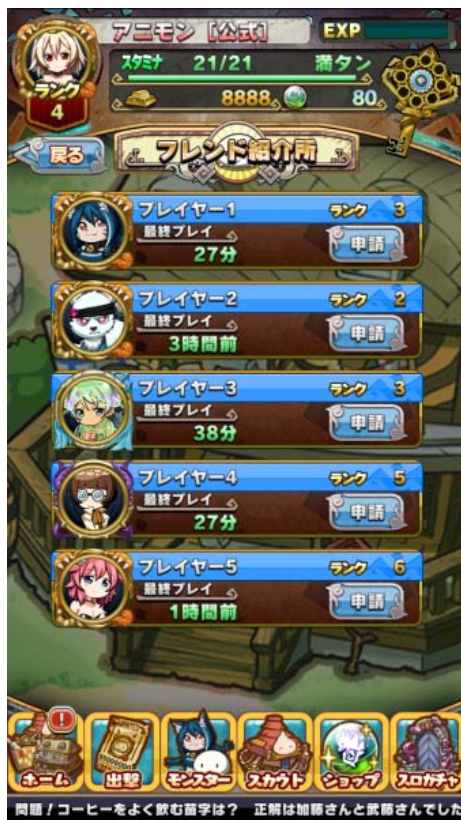 アニモン【公式】 EXP
スタミナ 21/21 満タン
ランク
4
8888 80
戻る フレンド紹介所
プレイヤー1 ランク 3
最終プレイ
27分
申請
プレイヤー2 ランク 2
最終プレイ
3時間前
申請
プレイヤー3 ランク 3
最終プレイ
38分
申請
プレイヤー4 ランク 5
最終プレイ
27分
申請
プレイヤー5 ランク 6
最終プレイ
1時間前
申請
!
ホーム 出撃 モンスター スカウト ショップ スロガチャ
問題!コーヒーをよく飲む苗字は? 正解は加藤さんと武藤さんでした